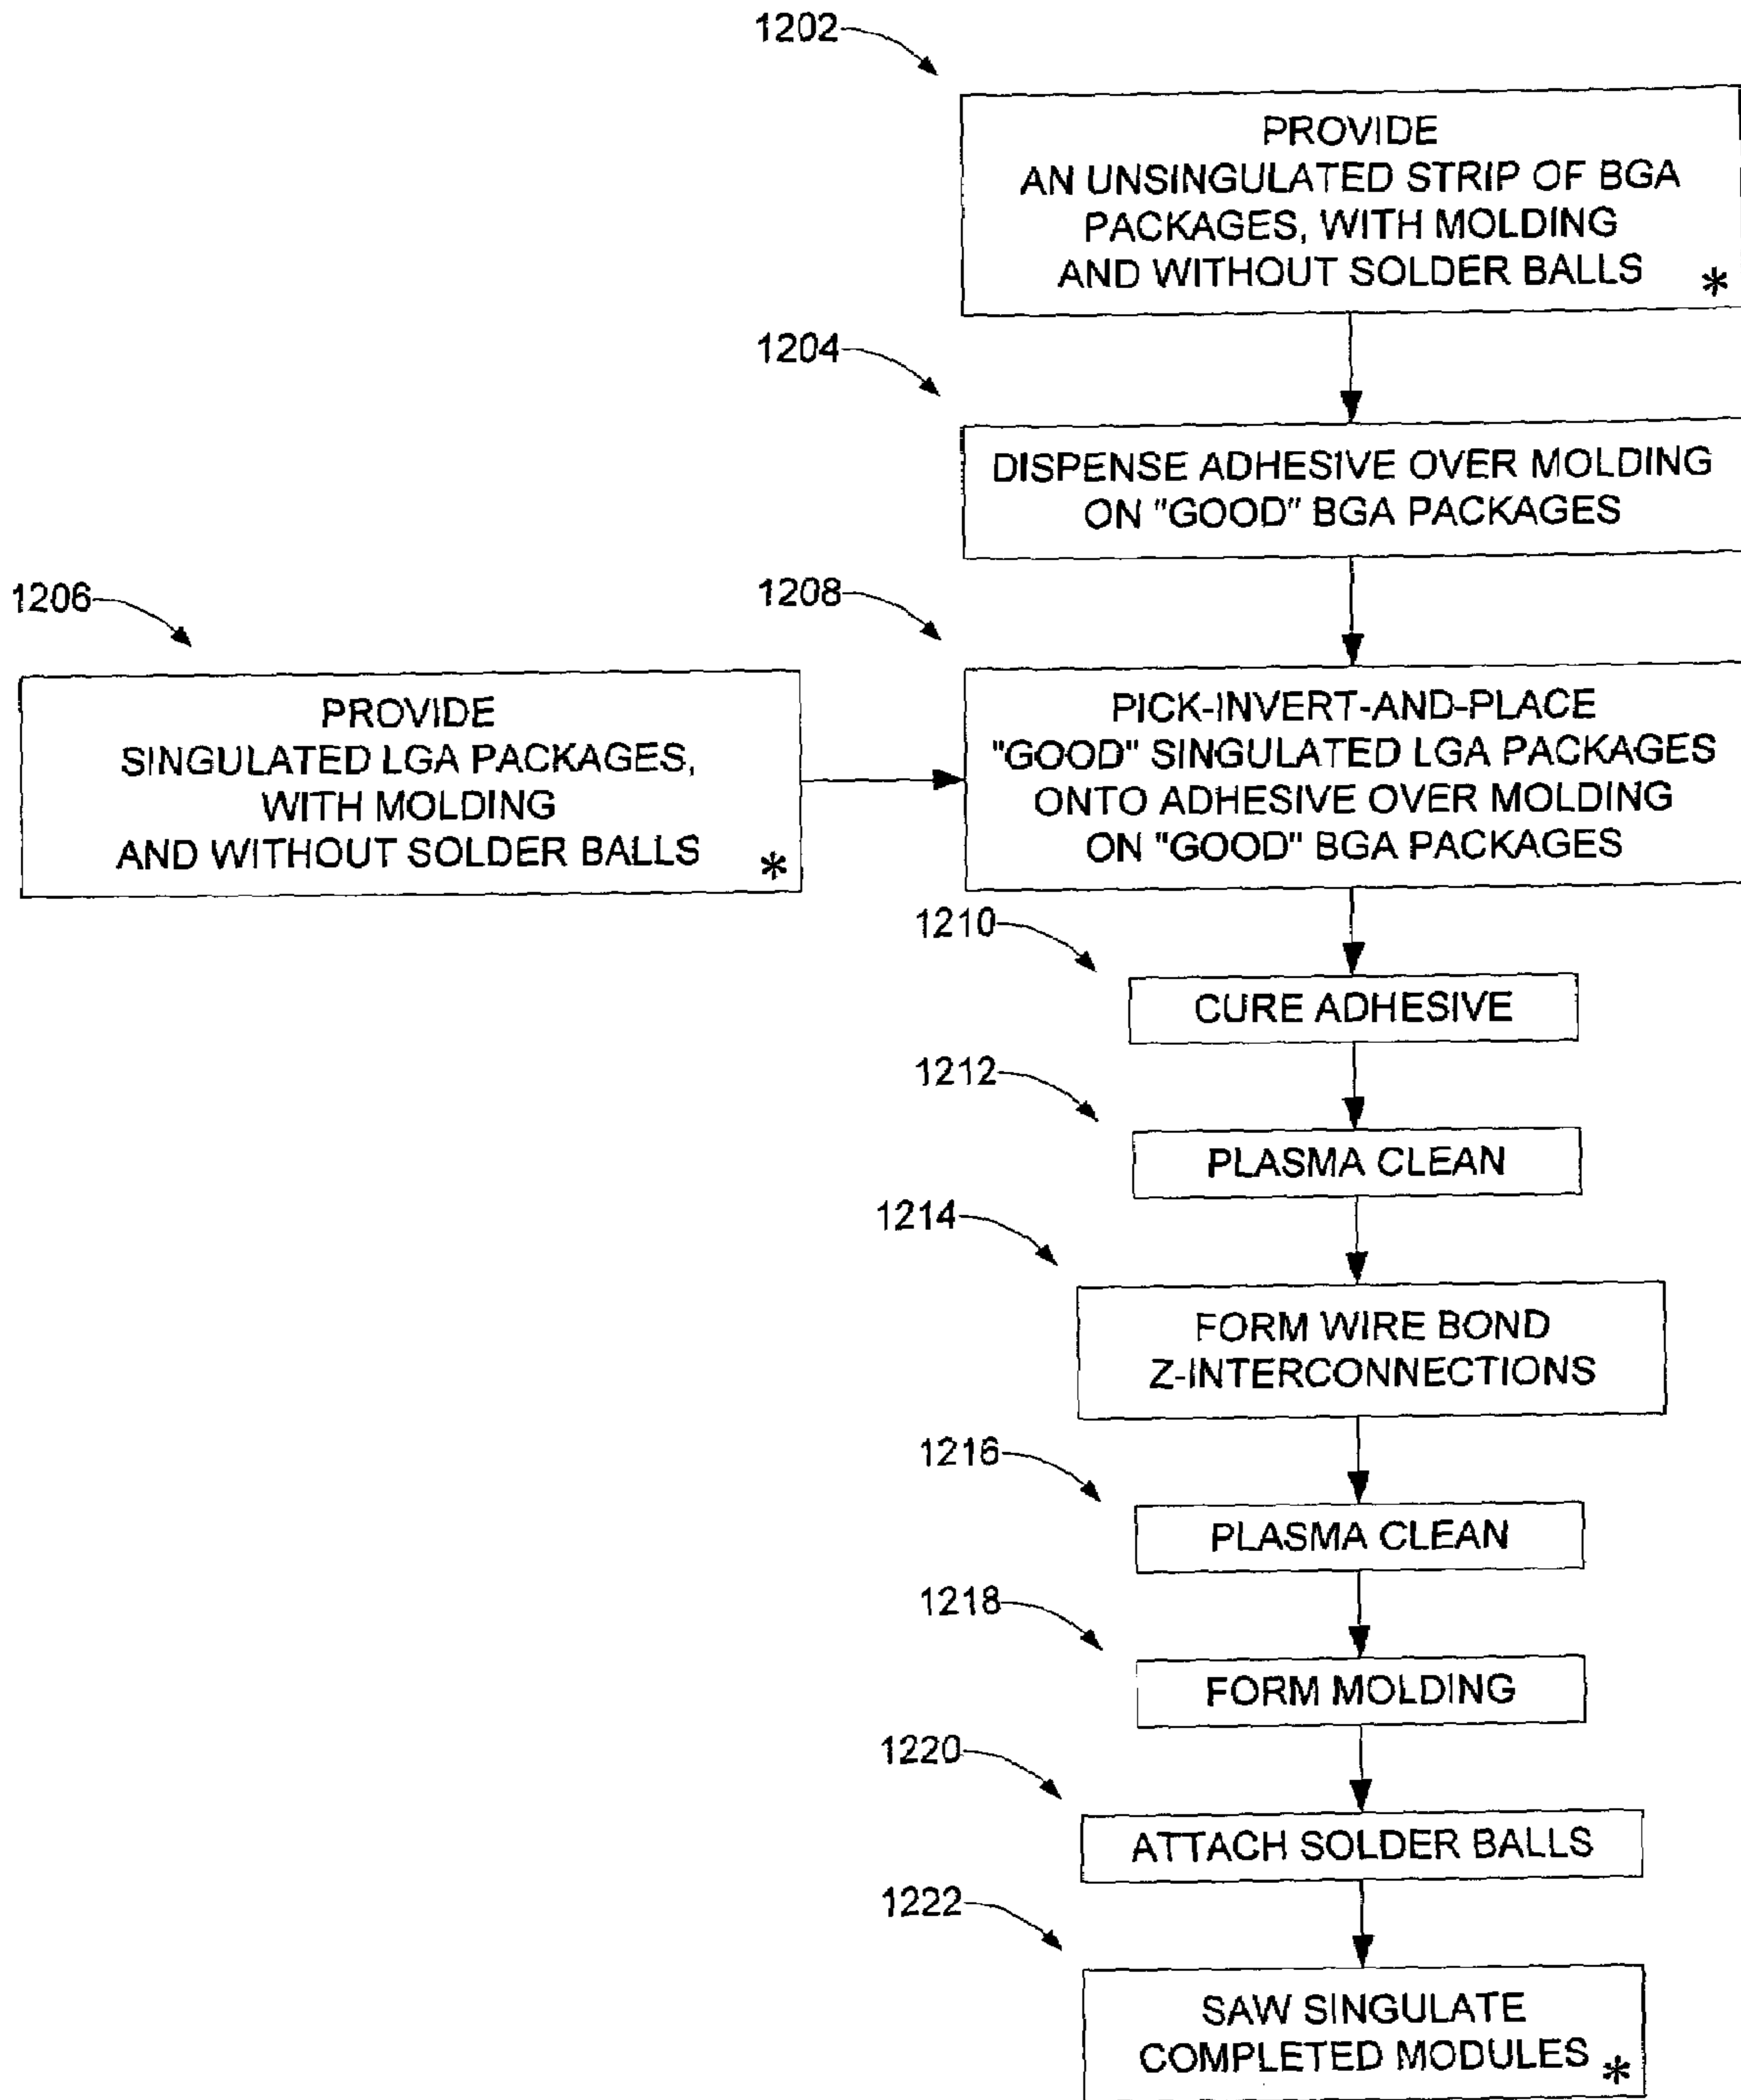 1202
PROVIDE
AN UNSINGULATED STRIP OF BGA
PACKAGES, WITH MOLDING
AND WITHOUT SOLDER BALLS *
1204
DISPENSE ADHESIVE OVER MOLDING
ON "GOOD" BGA PACKAGES
1206
PROVIDE
SINGULATED LGA PACKAGES,
WITH MOLDING
AND WITHOUT SOLDER BALLS *
1208
PICK-INVERT-AND-PLACE
"GOOD" SINGULATED LGA PACKAGES
ONTO ADHESIVE OVER MOLDING
ON "GOOD" BGA PACKAGES
1210
CURE ADHESIVE
1212
PLASMA CLEAN
1214
FORM WIRE BOND
Z-INTERCONNECTIONS
1216
PLASMA CLEAN
1218
FORM MOLDING
1220
ATTACH SOLDER BALLS
1222
SAW SINGULATE
COMPLETED MODULES *